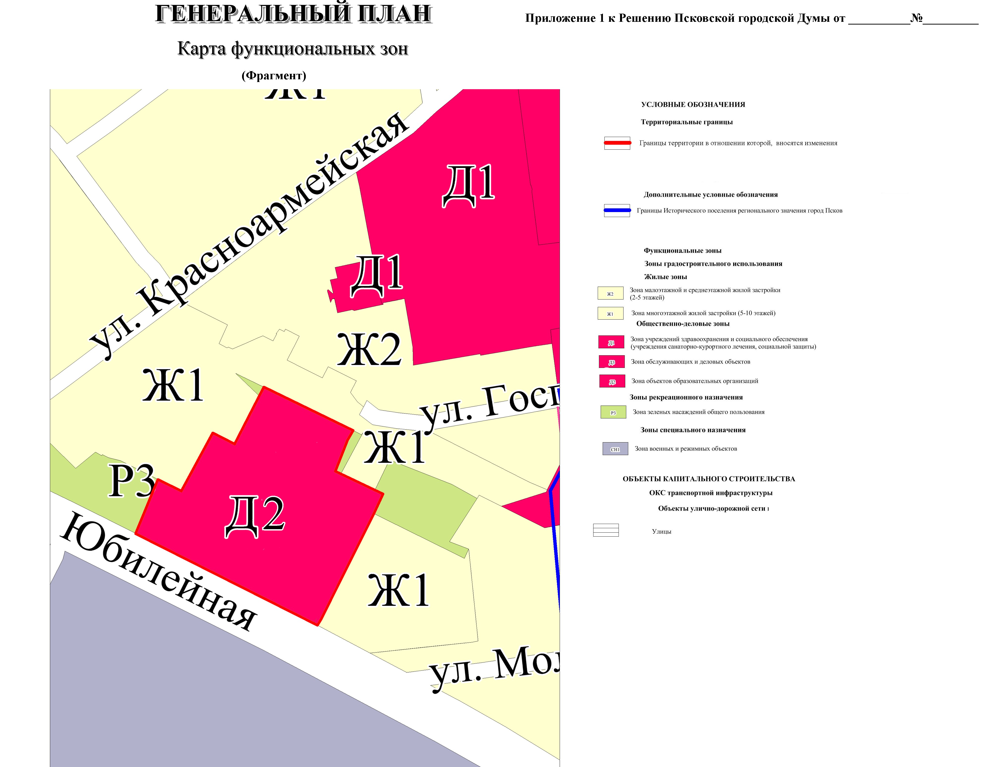 ГЕНЕРАЛЬНЫЙ ПЛАН
Приложение 1 к Решению Псковской городской Думы от __________№_________
Карта функциональных зон
(Фрагмент)
Ж1
ул. Красноармейская
Д1
Д1
Ж2
Ж1
ул. Госп
Ж1
Р3
Д2
Юбилейная
Ж1
ул. Мол
УСЛОВНЫЕ ОБОЗНАЧЕНИЯ
Территориальные границы
Границы территории в отношении которой, вносятся изменения
Дополнительные условные обозначения
Границы Исторического поселения регионального значения город Псков
Функциональные зоны
Зоны градостроительного использования
Жилые зоны
Ж2 Зона малоэтажной и среднеэтажной жилой застройки
(2-5 этажей)
Ж1 Зона многоэтажной жилой застройки (5-10 этажей)
Общественно-деловые зоны
Д1 Зона учреждений здравоохранения и социального обеспечения
(учреждения санаторно-курортного лечения, социальной защиты)
Д3 Зона обслуживающих и деловых объектов
Д2 Зона объектов образовательных организаций
Зоны рекреационного назначения
Р3 Зона зеленых насаждений общего пользования
Зоны специального назначения
СН1 Зона военных и режимных объектов
ОБЪЕКТЫ КАПИТАЛЬНОГО СТРОИТЕЛЬСТВА
ОКС транспортной инфраструктуры
Объекты улично-дорожной сети
Улицы